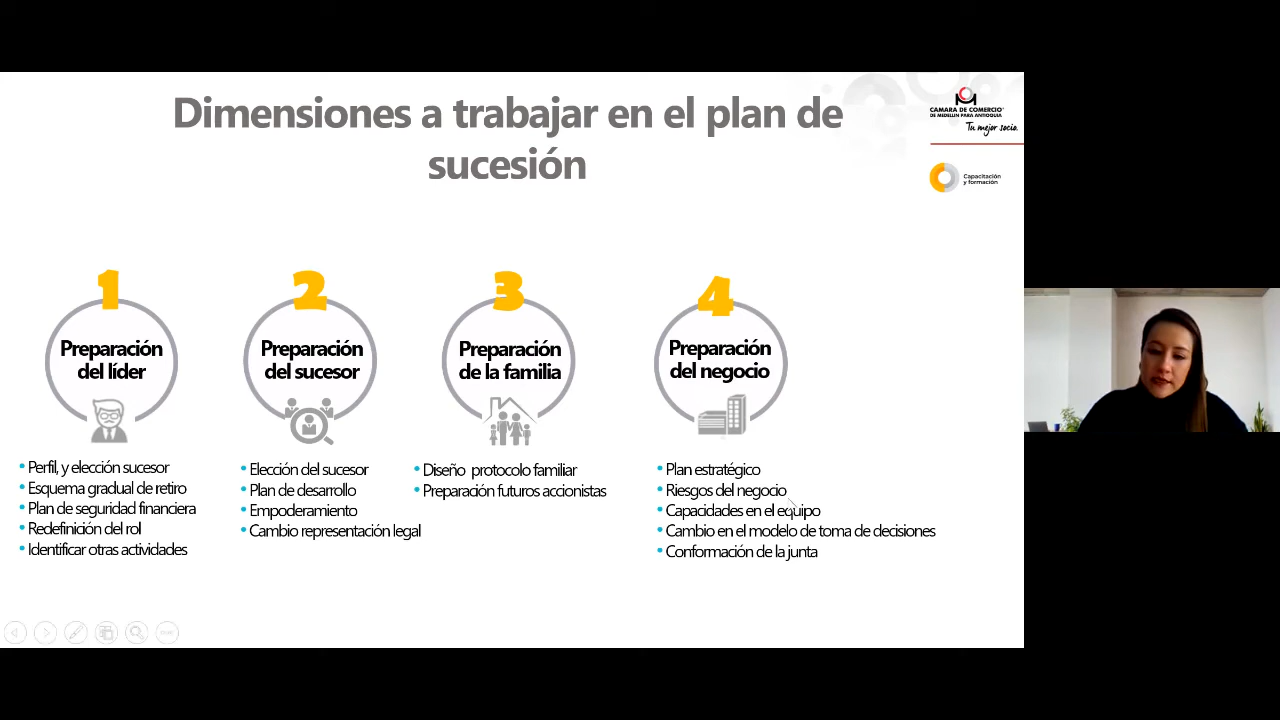 Dimensiones a trabajar en el plan de
sucesión
CAMARA DE COMERCIO
DE MEDELLIN PARA ANTIOQUIA
Tu mejor socio.
Capacitación
y formación
1
Preparación
del líder
• Perfil, y elección sucesor
• Esquema gradual de retiro
• Plan de seguridad financiera
• Redefinición del rol
• Identificar otras actividades
2
Preparación
del sucesor
• Elección del sucesor
• Plan de desarrollo
• Empoderamiento
• Cambio representación legal
3
Preparación
de la familia
• Diseño protocolo familiar
• Preparación futuros accionistas
4
Preparación
del negocio
• Plan estratégico
• Riesgos del negocio
• Capacidades en el equipo
• Cambio en el modelo de toma de decisiones
• Conformación de la junta